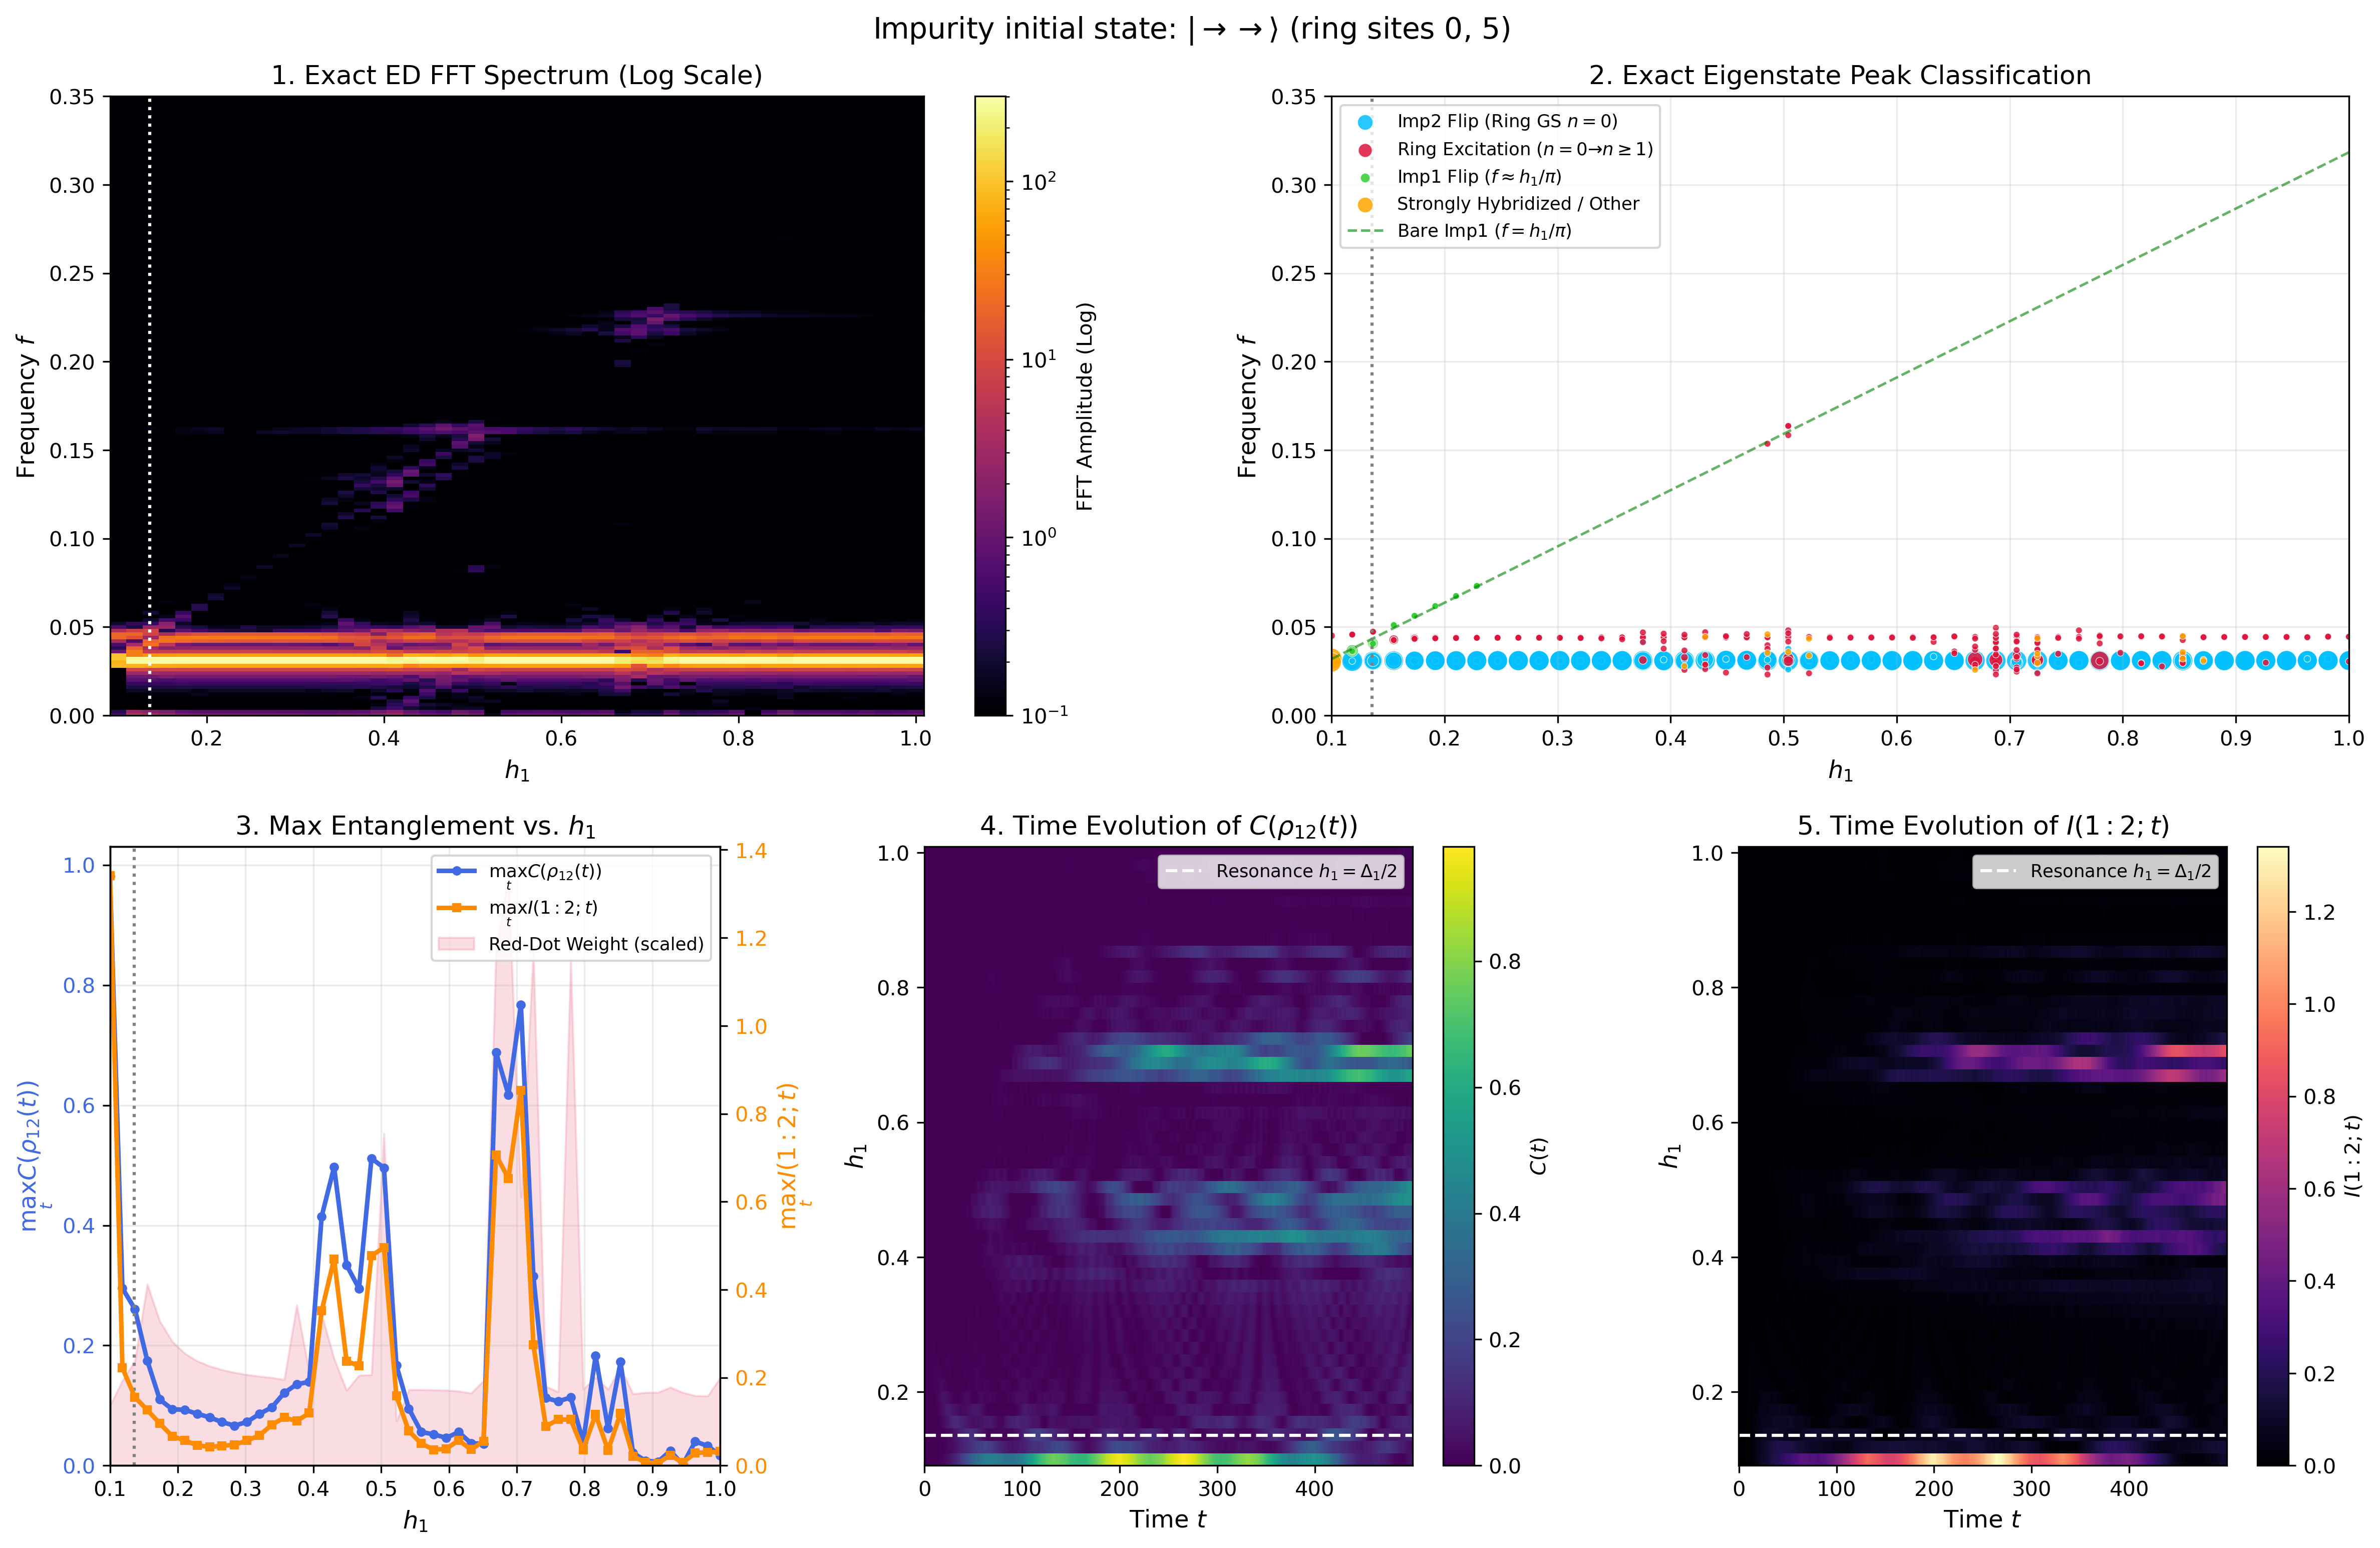 Impurity initial state: |→→⟩ (ring sites 0, 5)
1. Exact ED FFT Spectrum (Log Scale)
0.35
0.30
0.25
0.20
0.15
0.10
0.05
0.00
Frequency f
0.2
0.4
0.6
0.8
1.0
h₁
10²
10¹
10⁰
10⁻¹
FFT Amplitude (Log)
2. Exact Eigenstate Peak Classification
Imp2 Flip (Ring GS n = 0)
Ring Excitation (n = 0→n ≥ 1)
Imp1 Flip (f ≈ h₁/π)
Strongly Hybridized / Other
Bare Imp1 (f = h₁/π)
0.35
0.30
0.25
0.20
0.15
0.10
0.05
0.00
Frequency f
0.1
0.2
0.3
0.4
0.5
0.6
0.7
0.8
0.9
1.0
h₁
3. Max Entanglement vs. h₁
max C(ρ₁₂(t))
t
max I(1 : 2; t)
t
Red-Dot Weight (scaled)
1.0
0.8
0.6
0.4
0.2
0.0
max C(ρ₁₂(t))
t
1.4
1.2
1.0
0.8
0.6
0.4
0.2
0.0
max I(1 : 2; t)
t
0.1
0.2
0.3
0.4
0.5
0.6
0.7
0.8
0.9
1.0
h₁
4. Time Evolution of C(ρ₁₂(t))
Resonance h₁ = Δ₁/2
1.0
0.8
0.6
0.4
0.2
h₁
0
100
200
300
400
Time t
0.8
0.6
0.4
0.2
0.0
C(t)
5. Time Evolution of I(1 : 2; t)
Resonance h₁ = Δ₁/2
1.0
0.8
0.6
0.4
0.2
h₁
0
100
200
300
400
Time t
1.2
1.0
0.8
0.6
0.4
0.2
0.0
I(1 : 2; t)